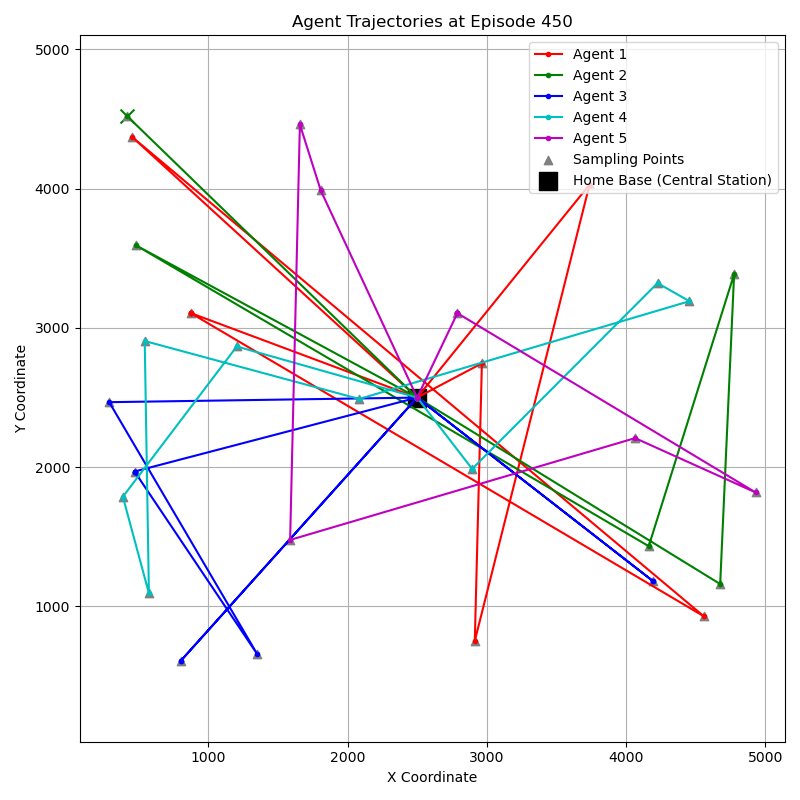 Agent Trajectories at Episode 450
5000
4000
3000
2000
1000
Y Coordinate
Agent 1
Agent 2
Agent 3
Agent 4
Agent 5
Sampling Points
Home Base (Central Station)
1000 2000 3000 4000 5000
X Coordinate